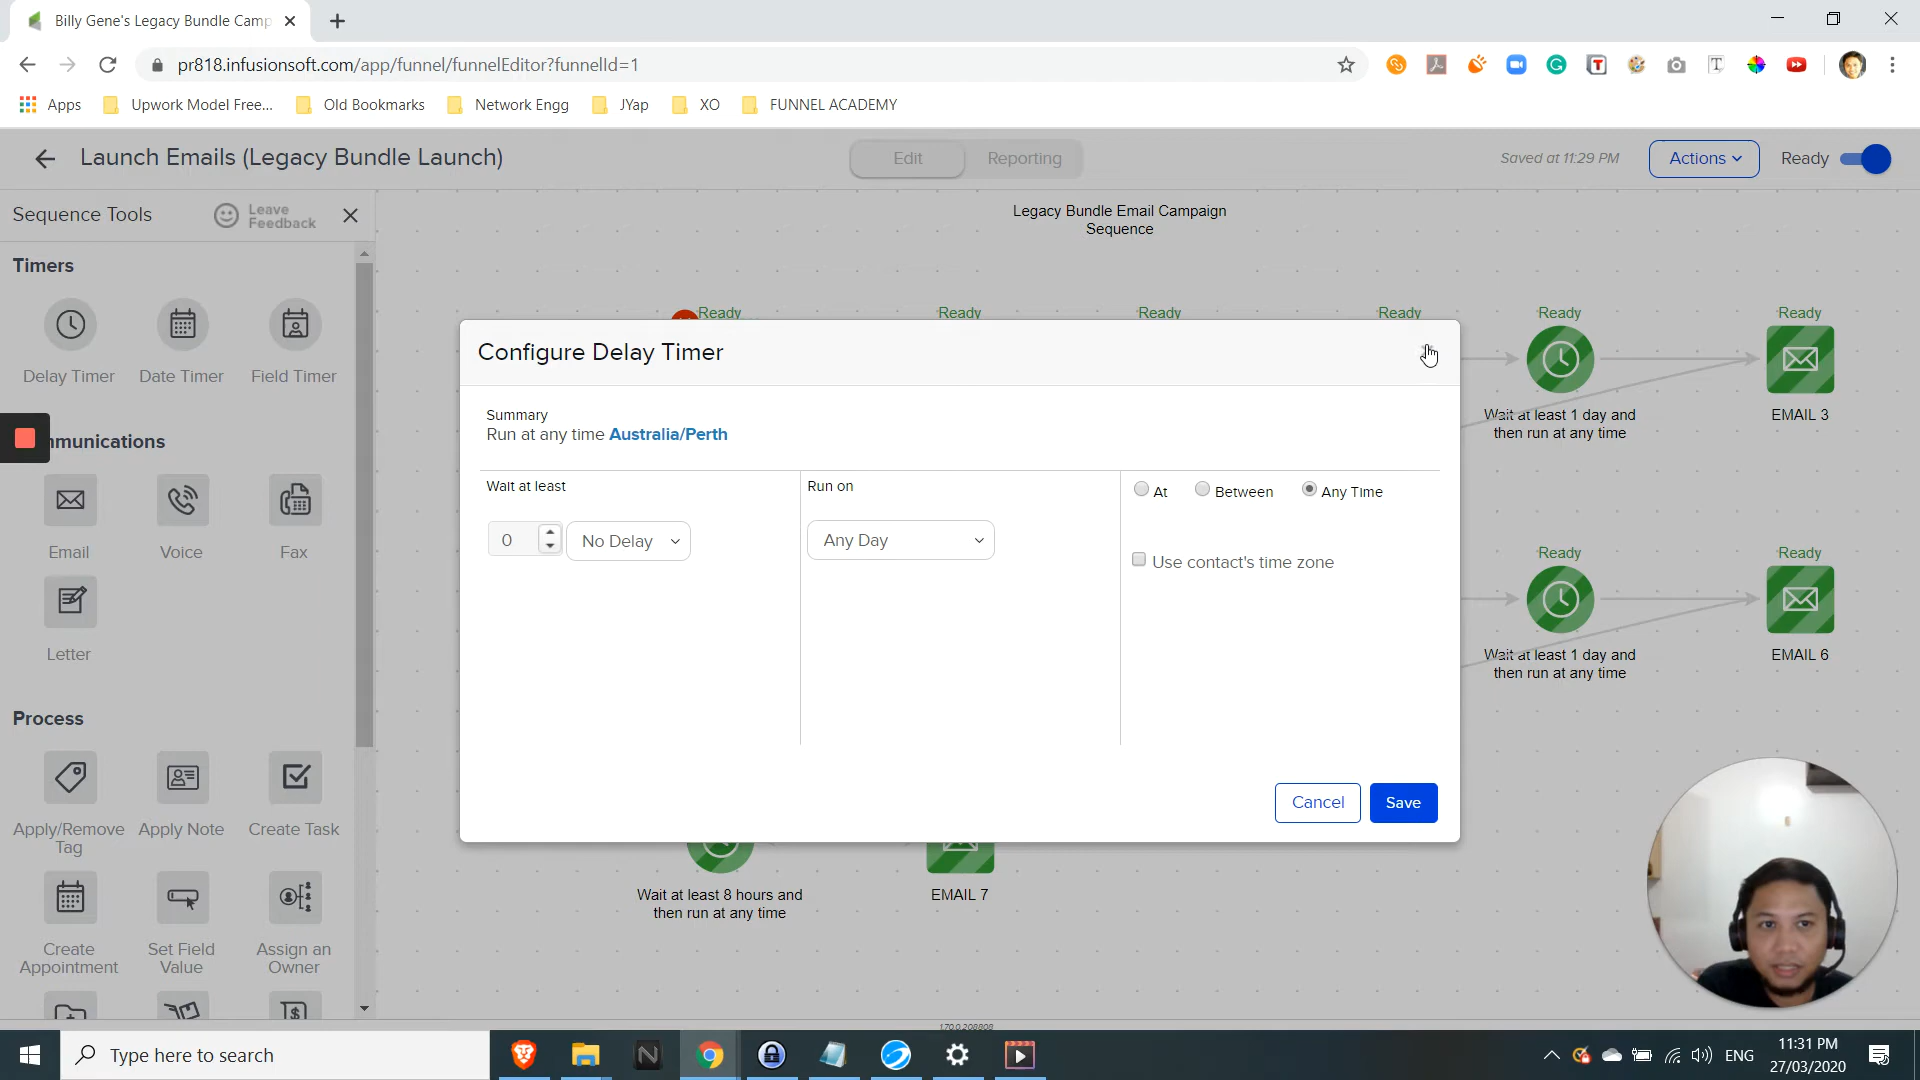 Billy Gene's Legacy Bundle Camp
pr818.infusionsoft.com/app/funnel/funnelEditor?funnelId=1
Apps
Upwork Model Free...
Old Bookmarks
Network Engg
JYap
XO
FUNNEL ACADEMY
Launch Emails (Legacy Bundle Launch)
Edit
Reporting
Saved at 11:29 PM
Actions
Ready
Sequence Tools
Leave
Feedback
Legacy Bundle Email Campaign
Sequence
Timers
Delay Timer
Date Timer
Field Timer
Ready
Ready
Ready
Ready
Ready
Ready
Configure Delay Timer
Summary
Run at any time Australia/Perth
Wait at least
0
No Delay
Run on
Any Day
At
Between
Any Time
Use contact's time zone
Cancel
Save
Wait at least 1 day and
then run at any time
EMAIL 3
Ready
Ready
Wait at least 1 day and
then run at any time
EMAIL 6
mmunications
Email
Voice
Fax
Letter
Process
Apply/Remove
Tag
Apply Note
Create Task
Create
Appointment
Set Field
Value
Assign an
Owner
Wait at least 8 hours and
then run at any time
EMAIL 7
1.70.0.208808
Type here to search
ENG
11:31 PM
27/03/2020